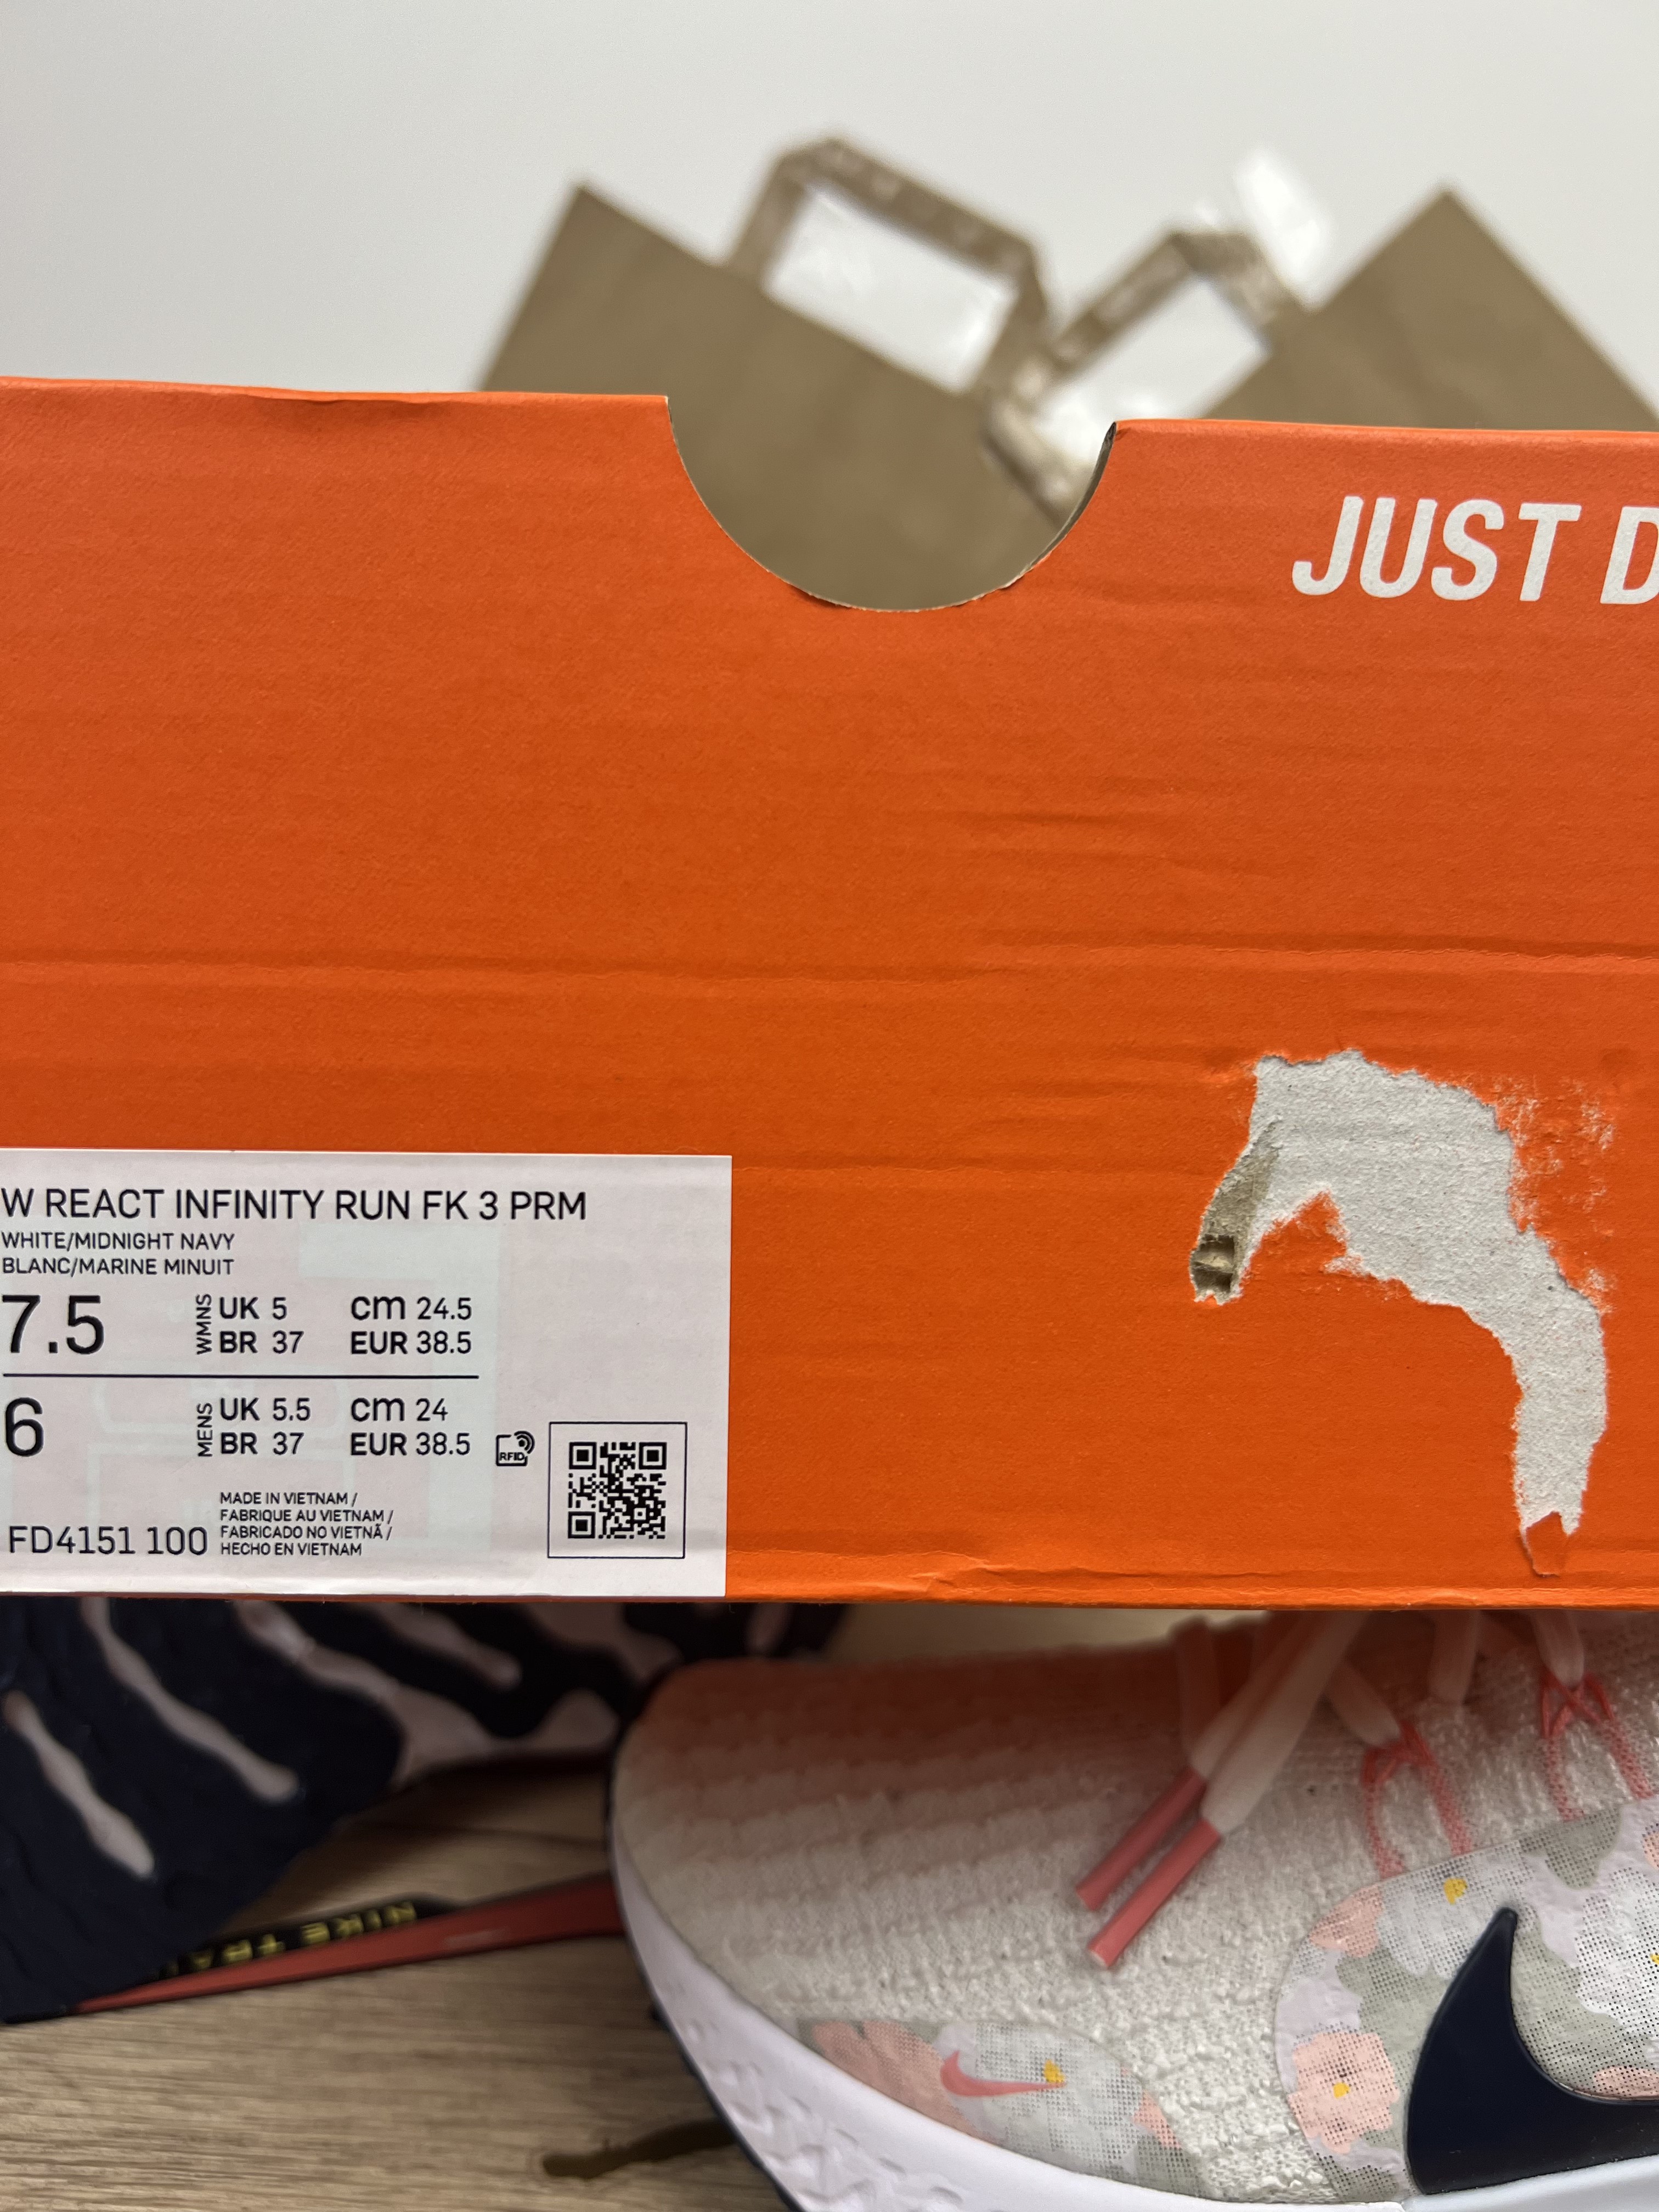 JUST D
W REACT INFINITY RUN FK 3 PRM
WHITE/MIDNIGHT NAVY
BLANC/MARINE MINUIT
7.5 WMNS UK 5 cm 24.5
BR 37 EUR 38.5
6 MENS UK 5.5 cm 24
BR 37 EUR 38.5
RFID
MADE IN VIETNAM /
FABRIQUE AU VIETNAM /
FABRICADO NO VIETNÃ /
HECHO EN VIETNAM
FD4151 100
NIKE TRA